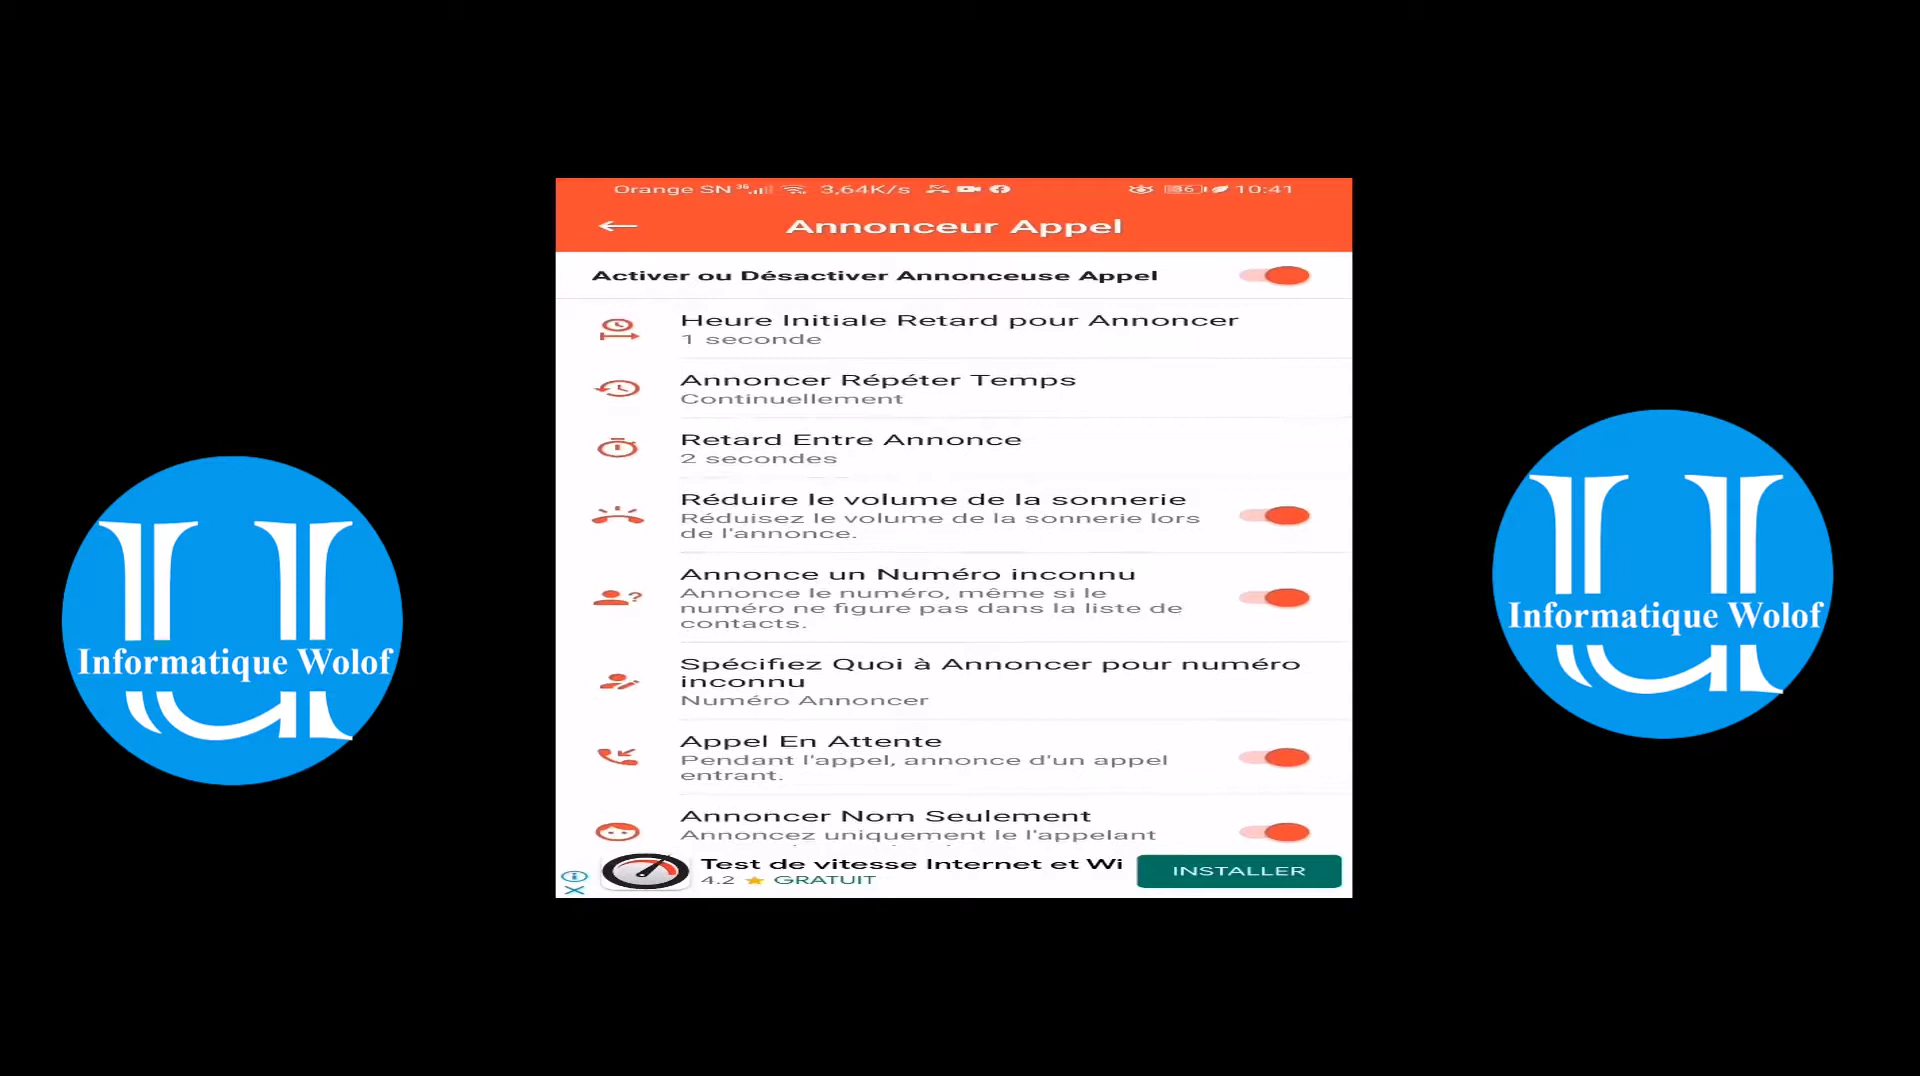 Orange SN 3G 3,64K/s 10:41
Annonceur Appel
Activer ou Désactiver Annonceuse Appel
Heure Initiale Retard pour Annoncer
1 seconde
Annoncer Répéter Temps
Continuellement
Retard Entre Annonce
2 secondes
Réduire le volume de la sonnerie
Réduisez le volume de la sonnerie lors
de l'annonce.
Annonce un Numéro inconnu
Annonce le numéro, même si le
numéro ne figure pas dans la liste de
contacts.
Spécifiez Quoi à Annoncer pour numéro
inconnu
Numéro Annoncer
Appel En Attente
Pendant l'appel, annonce d'un appel
entrant.
Annoncer Nom Seulement
Annoncez uniquement le l'appelant
Test de vitesse Internet et Wi
4.2 ★ GRATUIT
INSTALLER
Informatique Wolof
Informatique Wolof